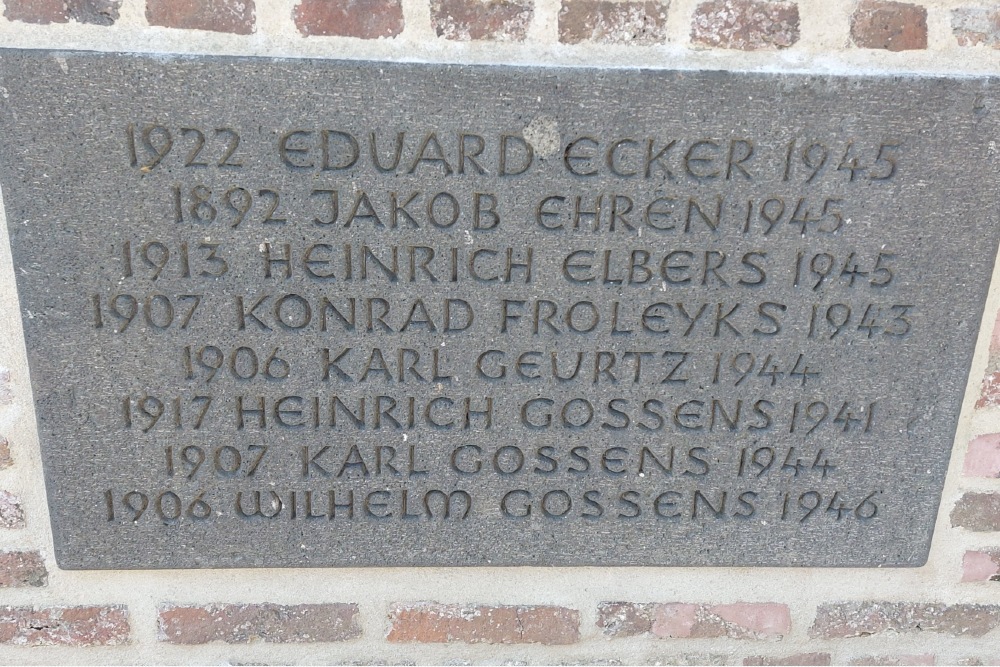 1922 EDUARD ECKER 1945
1892 JAKOB EHREN 1945
1913 HEINRICH ELBERS 1945
1907 KONRAD FROLEYKS 1943
1906 KARL GEURTZ 1944
1917 HEINRICH GOSSENS 1941
1907 KARL GOSSENS 1944
1906 WILHELM GOSSENS 1946